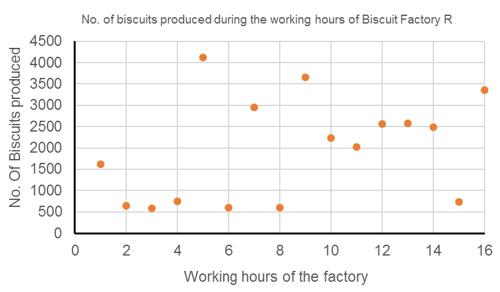 No. of biscuits produced during the working hours of Biscuit Factory R
No. Of Biscuits produced
4500
4000
3500
3000
2500
2000
1500
1000
500
0
0 2 4 6 8 10 12 14 16
Working hours of the factory